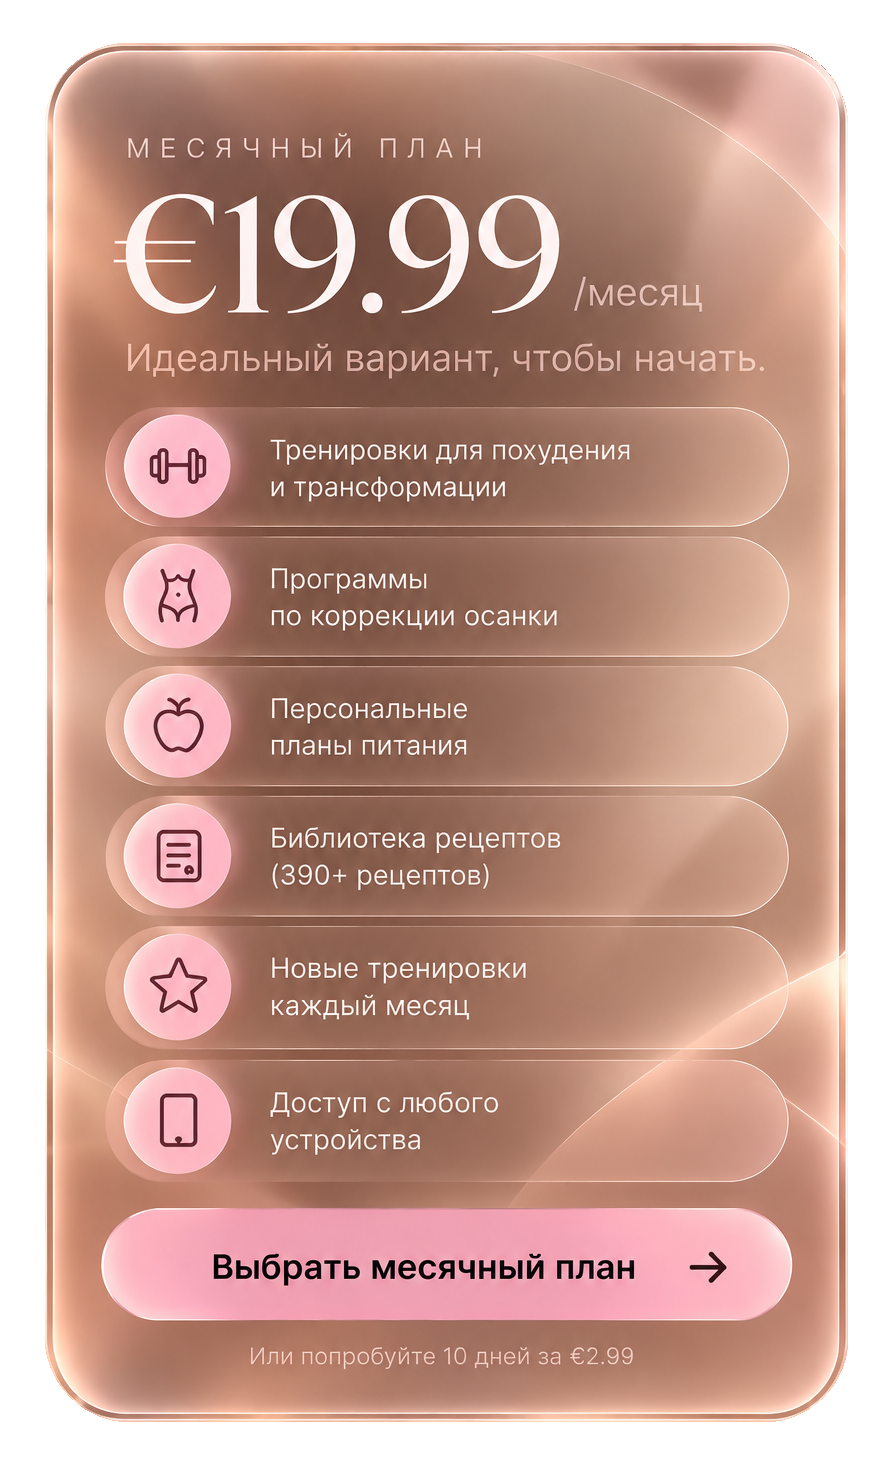 МЕСЯЧНЫЙ ПЛАН
€19.99 /месяц
Идеальный вариант, чтобы начать.
Тренировки для похудения
и трансформации
Программы
по коррекции осанки
Персональные
планы питания
Библиотека рецептов
(390+ рецептов)
Новые тренировки
каждый месяц
Доступ с любого
устройства
Выбрать месячный план →
Или попробуйте 10 дней за €2.99